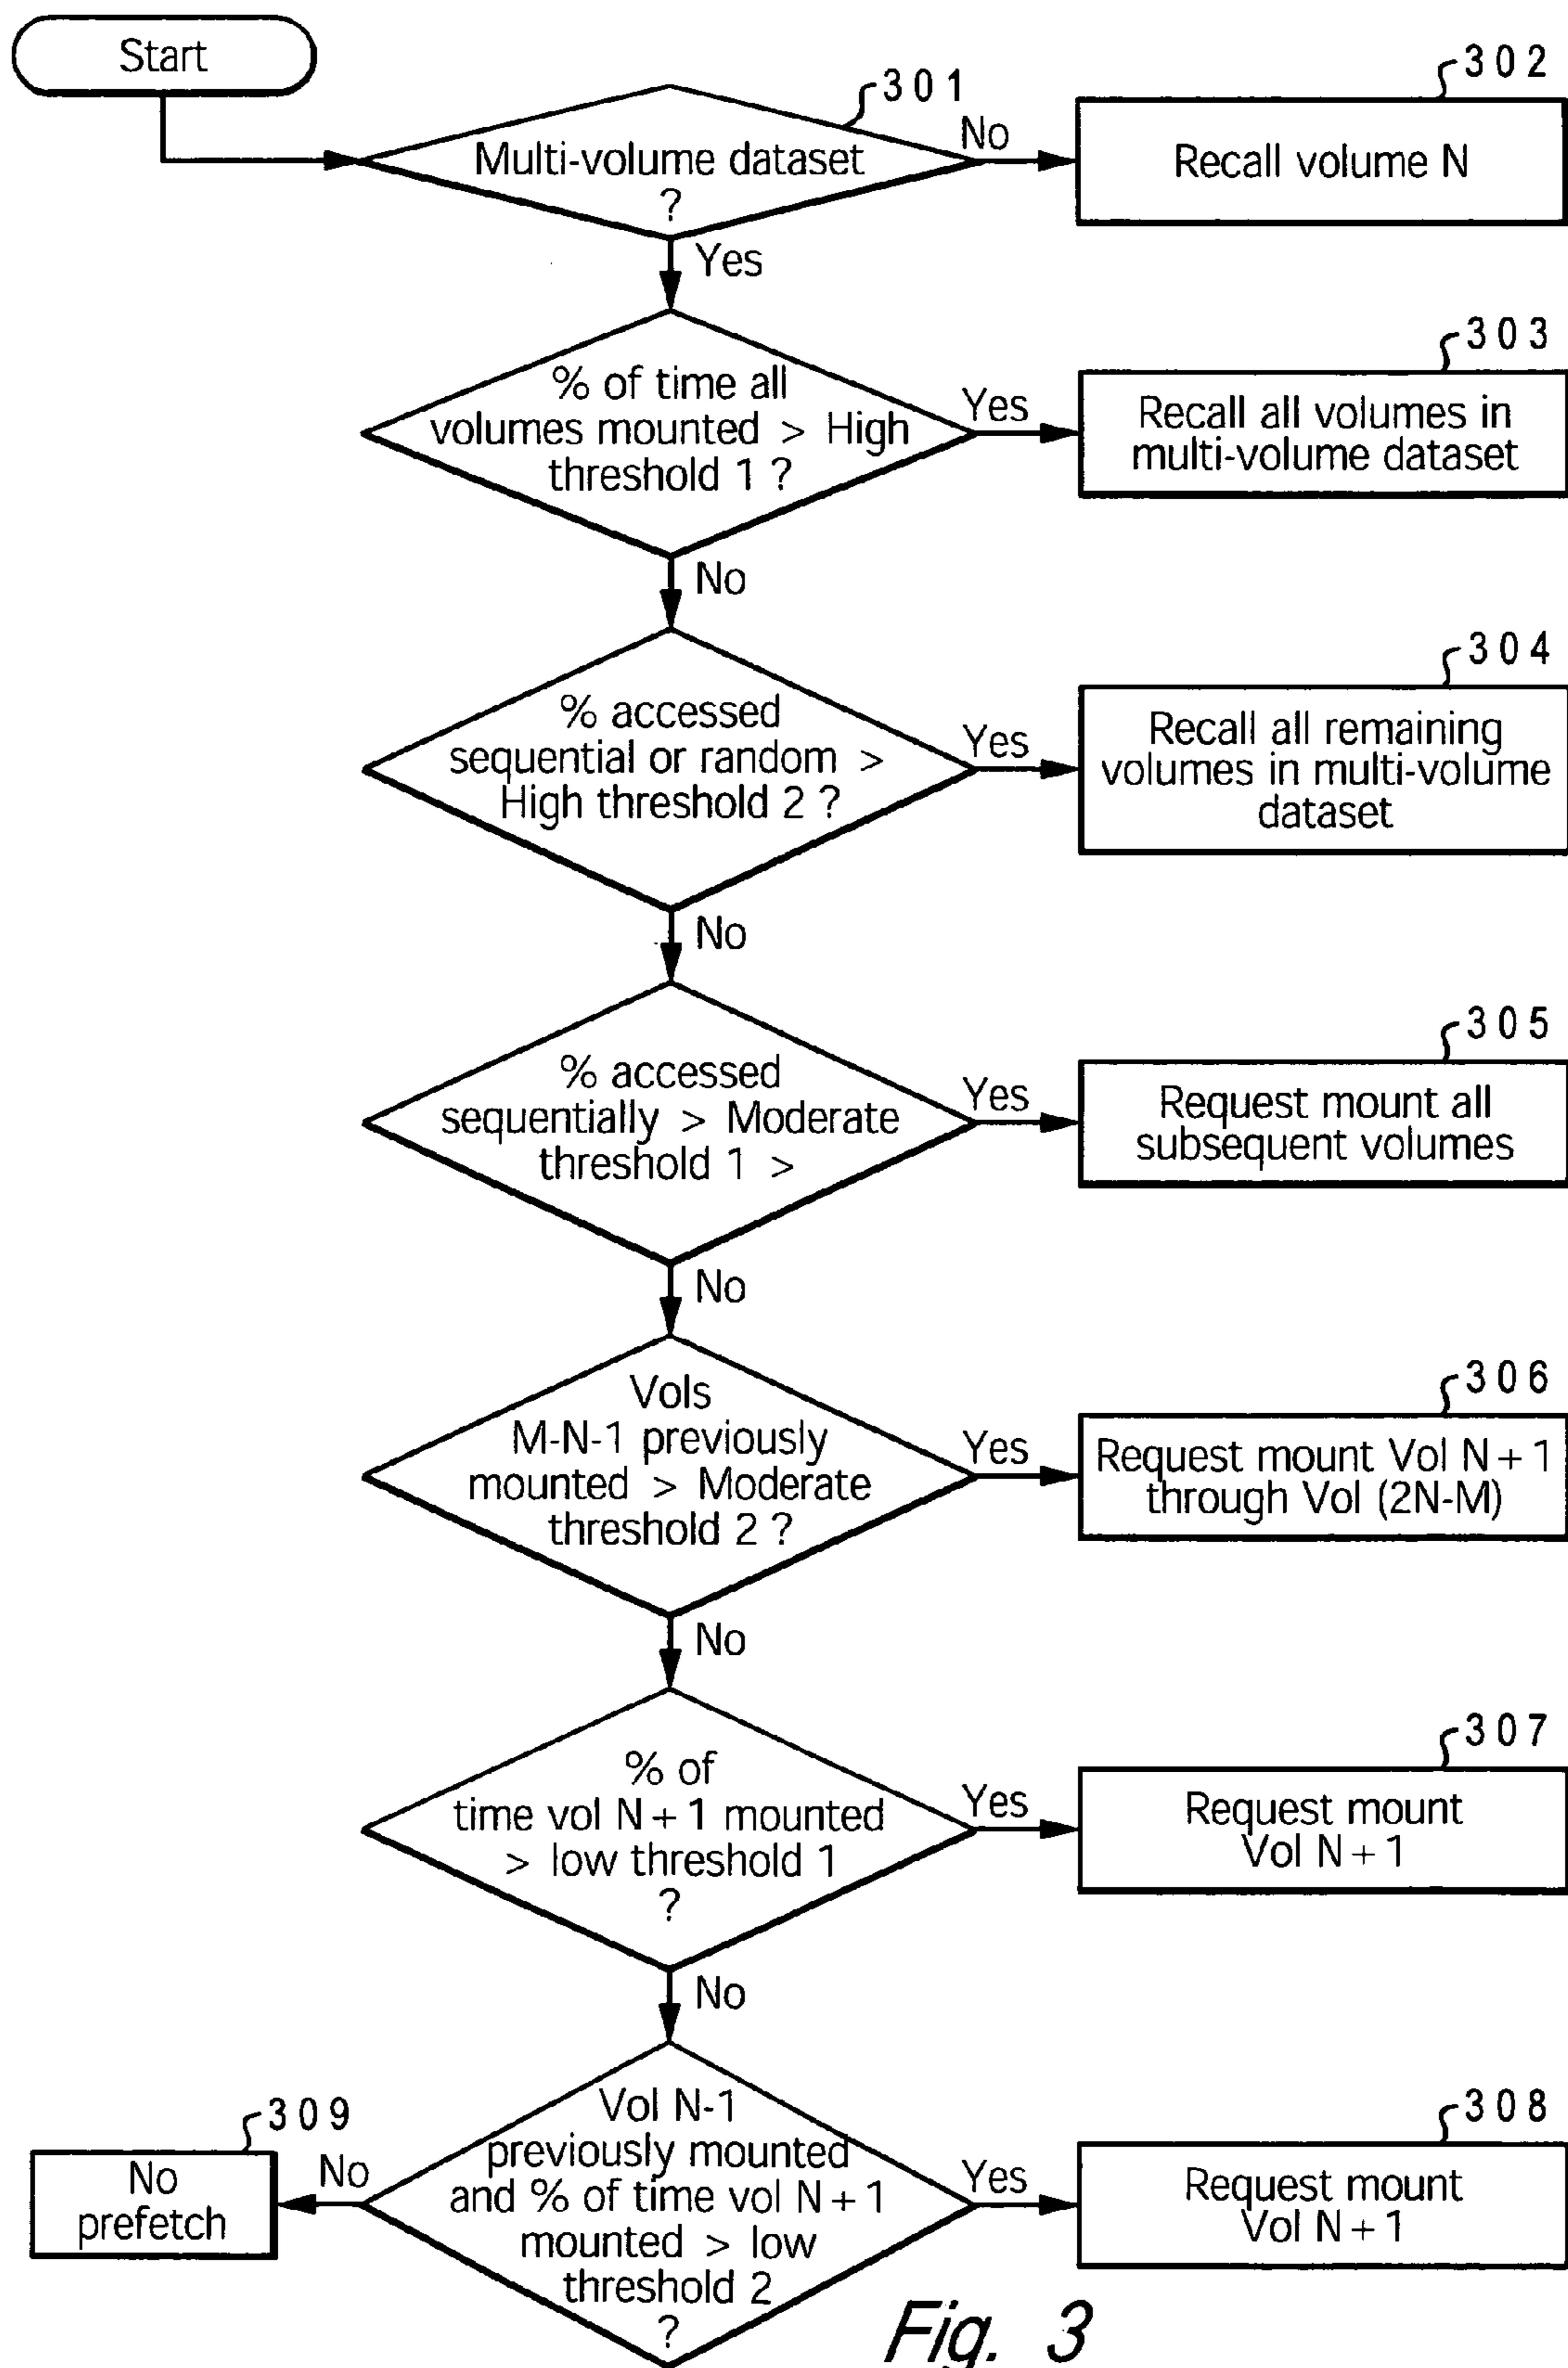 Start
301
302
Multi-volume dataset
?
No
Recall volume N
Yes
303
% of time all
volumes mounted > High
threshold 1 ?
Yes
Recall all volumes in
multi-volume dataset
No
304
% accessed
sequential or random >
High threshold 2 ?
Yes
Recall all remaining
volumes in multi-volume
dataset
No
305
% accessed
sequentially > Moderate
threshold 1 >
Yes
Request mount all
subsequent volumes
No
306
Vols
M-N-1 previously
mounted > Moderate
threshold 2 ?
Yes
Request mount Vol N + 1
through Vol (2N-M)
No
307
% of
time vol N + 1 mounted
> low threshold 1
?
Yes
Request mount
Vol N + 1
No
309
308
Vol N-1
previously mounted
and % of time vol N + 1
mounted > low
threshold 2
?
No
No
prefetch
Yes
Request mount
Vol N + 1
Fig. 3